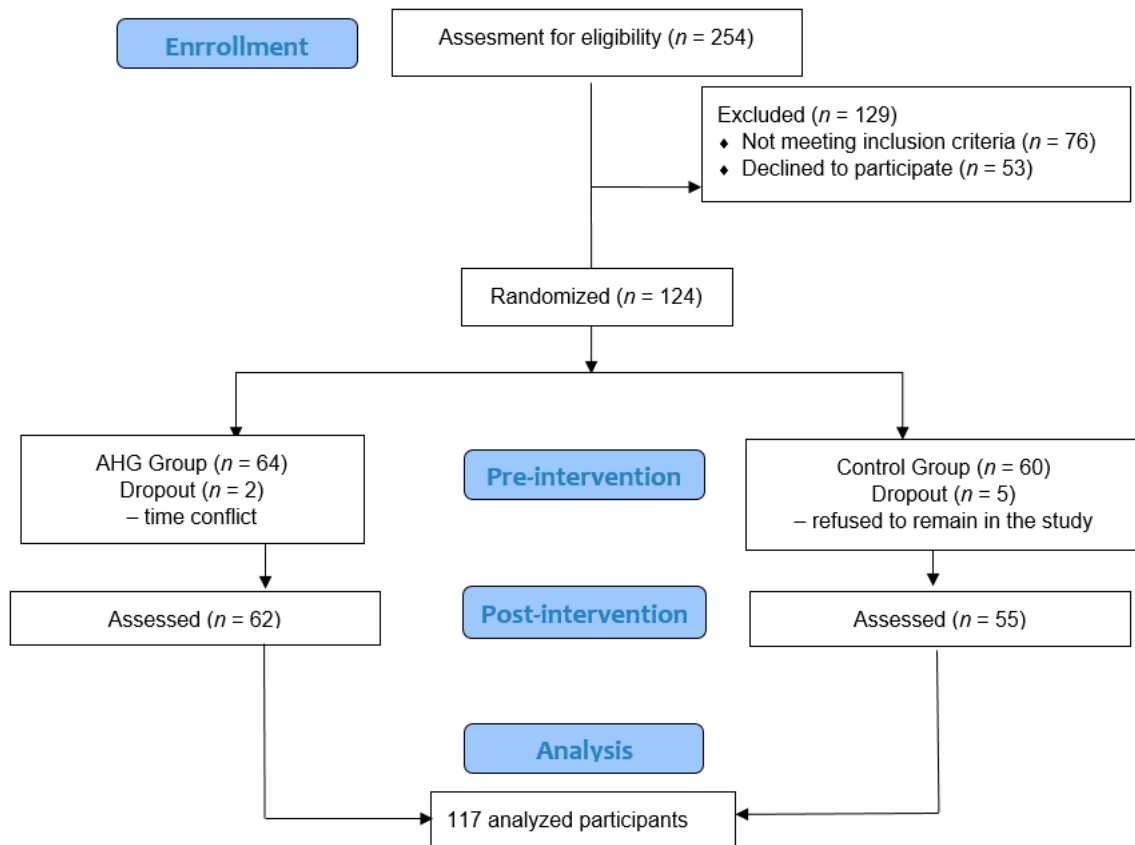 Enrrollment
Assesment for eligibility (n = 254)
Excluded (n = 129)
♦ Not meeting inclusion criteria (n = 76)
♦ Declined to participate (n = 53)
Randomized (n = 124)
AHG Group (n = 64)
Dropout (n = 2)
– time conflict
Pre-intervention
Control Group (n = 60)
Dropout (n = 5)
– refused to remain in the study
Assessed (n = 62)
Post-intervention
Assessed (n = 55)
Analysis
117 analyzed participants